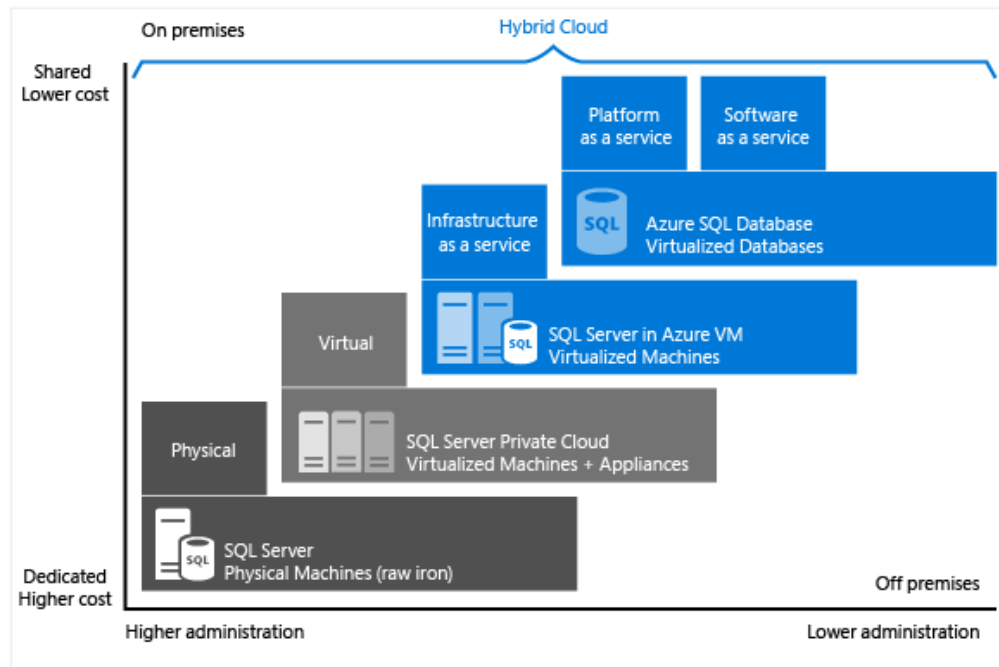 On premises
Hybrid Cloud
Shared
Lower cost
Platform
as a service
Software
as a service
Infrastructure
as a service
SQL
Azure SQL Database
Virtualized Databases
Virtual
SQL
SQL Server in Azure VM
Virtualized Machines
Physical
SQL Server Private Cloud
Virtualized Machines + Appliances
SQL
SQL Server
Physical Machines (raw iron)
Dedicated
Higher cost
Off premises
Higher administration
Lower administration